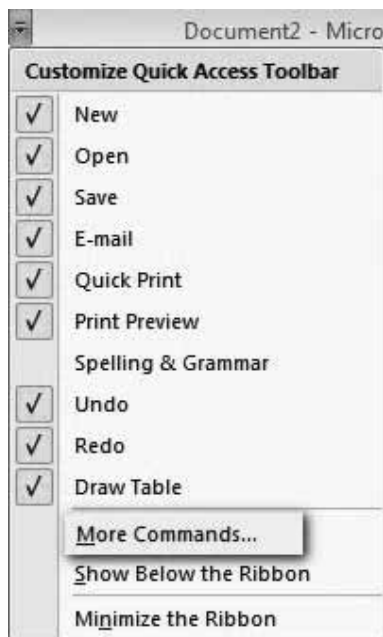 Document2 - Micro
Customize Quick Access Toolbar
New
Open
Save
E-mail
Quick Print
Print Preview
Spelling & Grammar
Undo
Redo
Draw Table
More Commands...
Show Below the Ribbon
Minimize the Ribbon